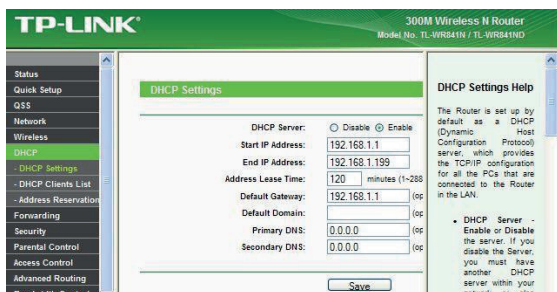 TP-LINK®
300M Wireless N Router
Model No. TL-WR841N / TL-WR841ND
Status
Quick Setup
QSS
Network
Wireless
DHCP
- DHCP Settings
- DHCP Clients List
- Address Reservation
Forwarding
Security
Parental Control
Access Control
Advanced Routing
DHCP Settings
DHCP Server: Disable Enable
Start IP Address: 192.168.1.1
End IP Address: 192.168.1.199
Address Lease Time: 120 minutes (1~288
Default Gateway: 192.168.1.1 (op
Default Domain: (op
Primary DNS: 0.0.0.0 (op
Secondary DNS: 0.0.0.0 (op
Save
DHCP Settings Help
The Router is set up by
default as a DHCP
(Dynamic Host
Configuration Protocol)
server, which provides
the TCP/IP configuration
for all the PCs that are
connected to the Router
in the LAN.
• DHCP Server -
Enable or Disable
the server. If you
disable the Server,
you must have
another DHCP
server within your